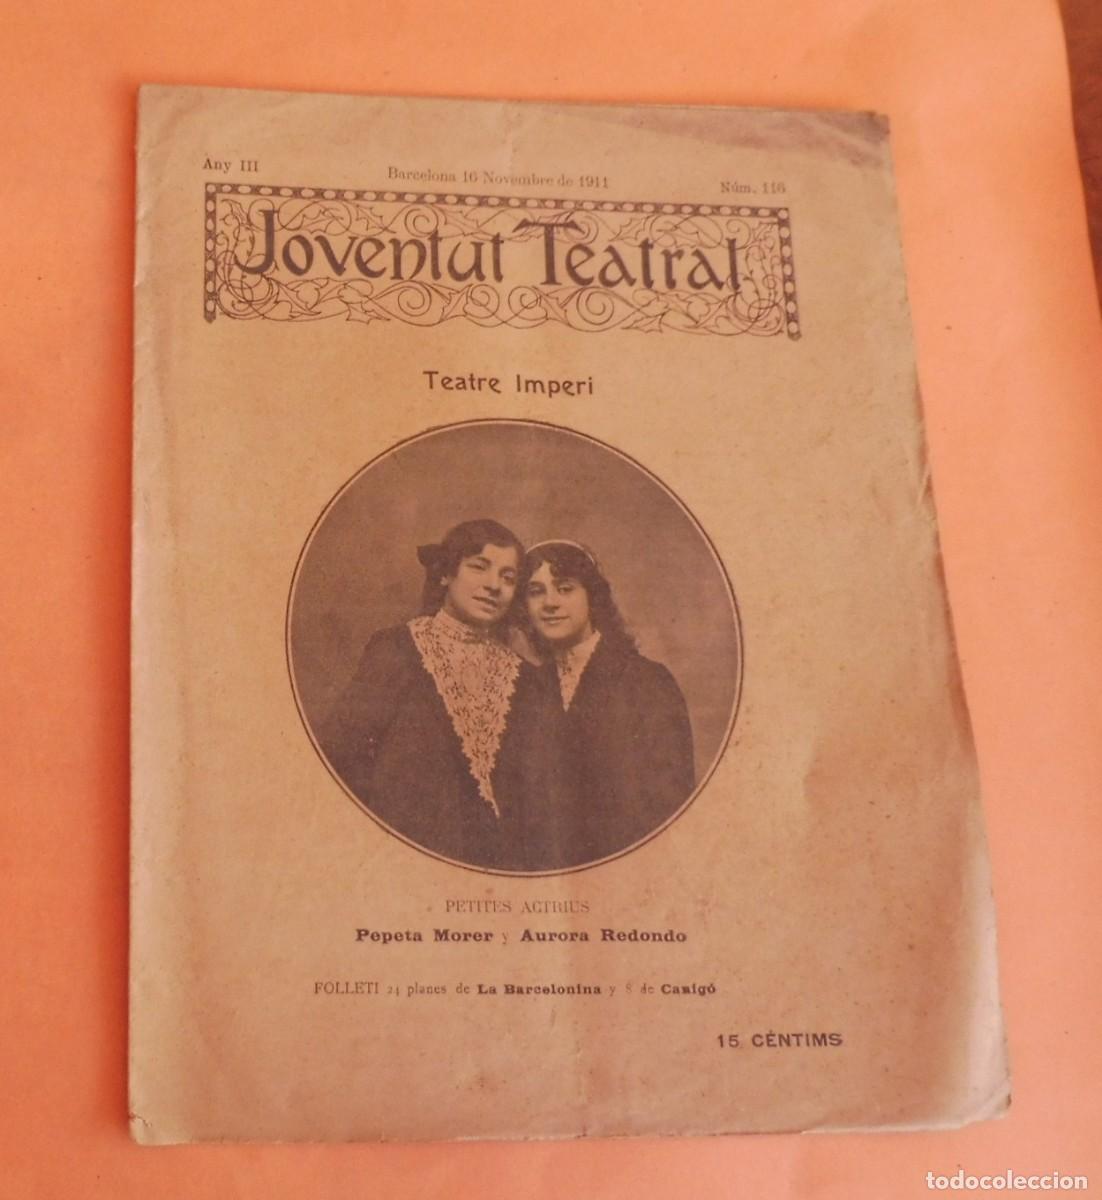 Any III
Barcelona 16 Novembre de 1911
Núm. 116
Joventut Teatral
Teatre Imperi
PETITES ACTRIUS
Pepeta Morer y Aurora Redondo
FOLLETI 24 planes de La Barcelonina y 8 de Canigó
15 CÉNTIMS
todocoleccion